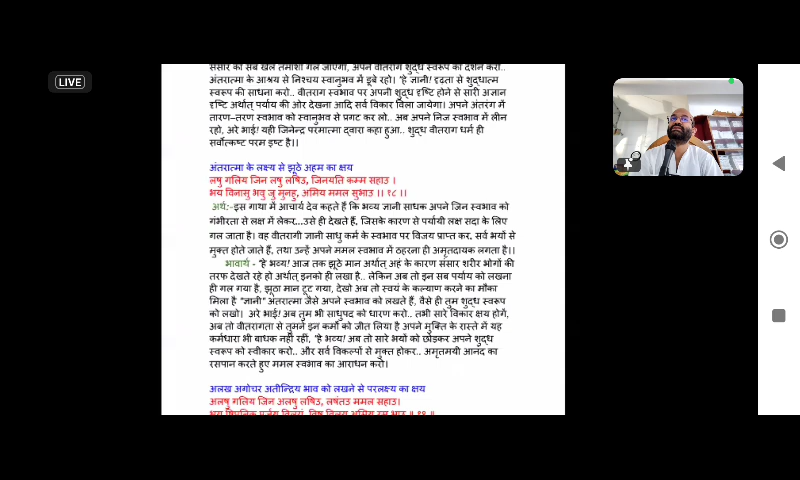 LIVE
संसार का सब खेल तमाशा गल जाएगा, अपने वीतराग शुद्ध स्वरूप का दर्शन करो..
अंतरात्मा के आश्रय से निश्चय स्वानुभव में डूबे रहो। "हे ज्ञानी! दृढ़ता से शुद्धात्म
स्वरूप की साधना करो.. वीतराग स्वभाव पर अपनी शुद्ध दृष्टि होने से सारी अज्ञान
दृष्टि अर्थात् पर्याय की ओर देखना आदि सर्व विकार विला जायेगा। अपने अंतरंग में
तारण–तरण स्वभाव को स्वानुभव से प्रगट कर लो.. अब अपने निज स्वभाव में लीन
रहो, अरे भाई! यही जिनेन्द्र परमात्मा द्वारा कहा हुआ.. शुद्ध वीतराग धर्म ही
सर्वोत्कृष्ट परम इष्ट है।।
अंतरात्मा के लक्ष्य से झूठे अहम का क्षय
लषु गलिय जिन लषु लषिउ, जिनयति कम्म सहाउ ।
भय विनासु भवु जु मुनहु, अमिय ममल सुभाउ ।। १८ ।।
अर्थ:-इस गाथा में आचार्य देव कहते हैं कि भव्य ज्ञानी साधक अपने जिन स्वभाव को
गंभीरता से लक्ष में लेकर...उसे ही देखते हैं, जिसके कारण से पर्यायी लक्ष सदा के लिए
गल जाता है। वह वीतरागी ज्ञानी साधु कर्म के स्वभाव पर विजय प्राप्त कर, सर्व भयों से
मुक्त होते जाते हैं, तथा उन्हें अपने ममल स्वभाव में ठहरना ही अमृतदायक लगता है।।
भावार्थ - "हे भव्य! आज तक झूठे मान अर्थात् अहं के कारण संसार शरीर भोगों की
तरफ देखते रहे हो अर्थात् इनको ही लखा है.. लेकिन अब तो इन सब पर्याय को लखना
ही गल गया है, झूठा मान टूट गया, देखो अब तो स्वयं के कल्याण करने का मौका
मिला है "ज्ञानी" अंतरात्मा जैसे अपने स्वभाव को लखते हैं, वैसे ही तुम शुद्ध स्वरूप
को लखो। अरे भाई! अब तुम भी साधुपद को धारण करो.. तभी सारे विकार क्षय होंगे,
अब तो वीतरागता से तुमने इन कर्मों को जीत लिया है अपने मुक्ति के रास्ते में यह
कर्मधारा भी बाधक नहीं रहीं, "हे भव्य! अब तो सारे भयों को छोड़कर अपने शुद्ध
स्वरूप को स्वीकार करो.. और सर्व विकल्पों से मुक्त होकर.. अमृतमयी आनंद का
रसपान करते हुए ममल स्वभाव का आराधन करो।
अलख अगोचर अतीन्द्रिय भाव को लखने से परलक्ष्य का क्षय
अलषु गलिय जिन अलषु लषिउ, लषंतउ ममल सहाउ।